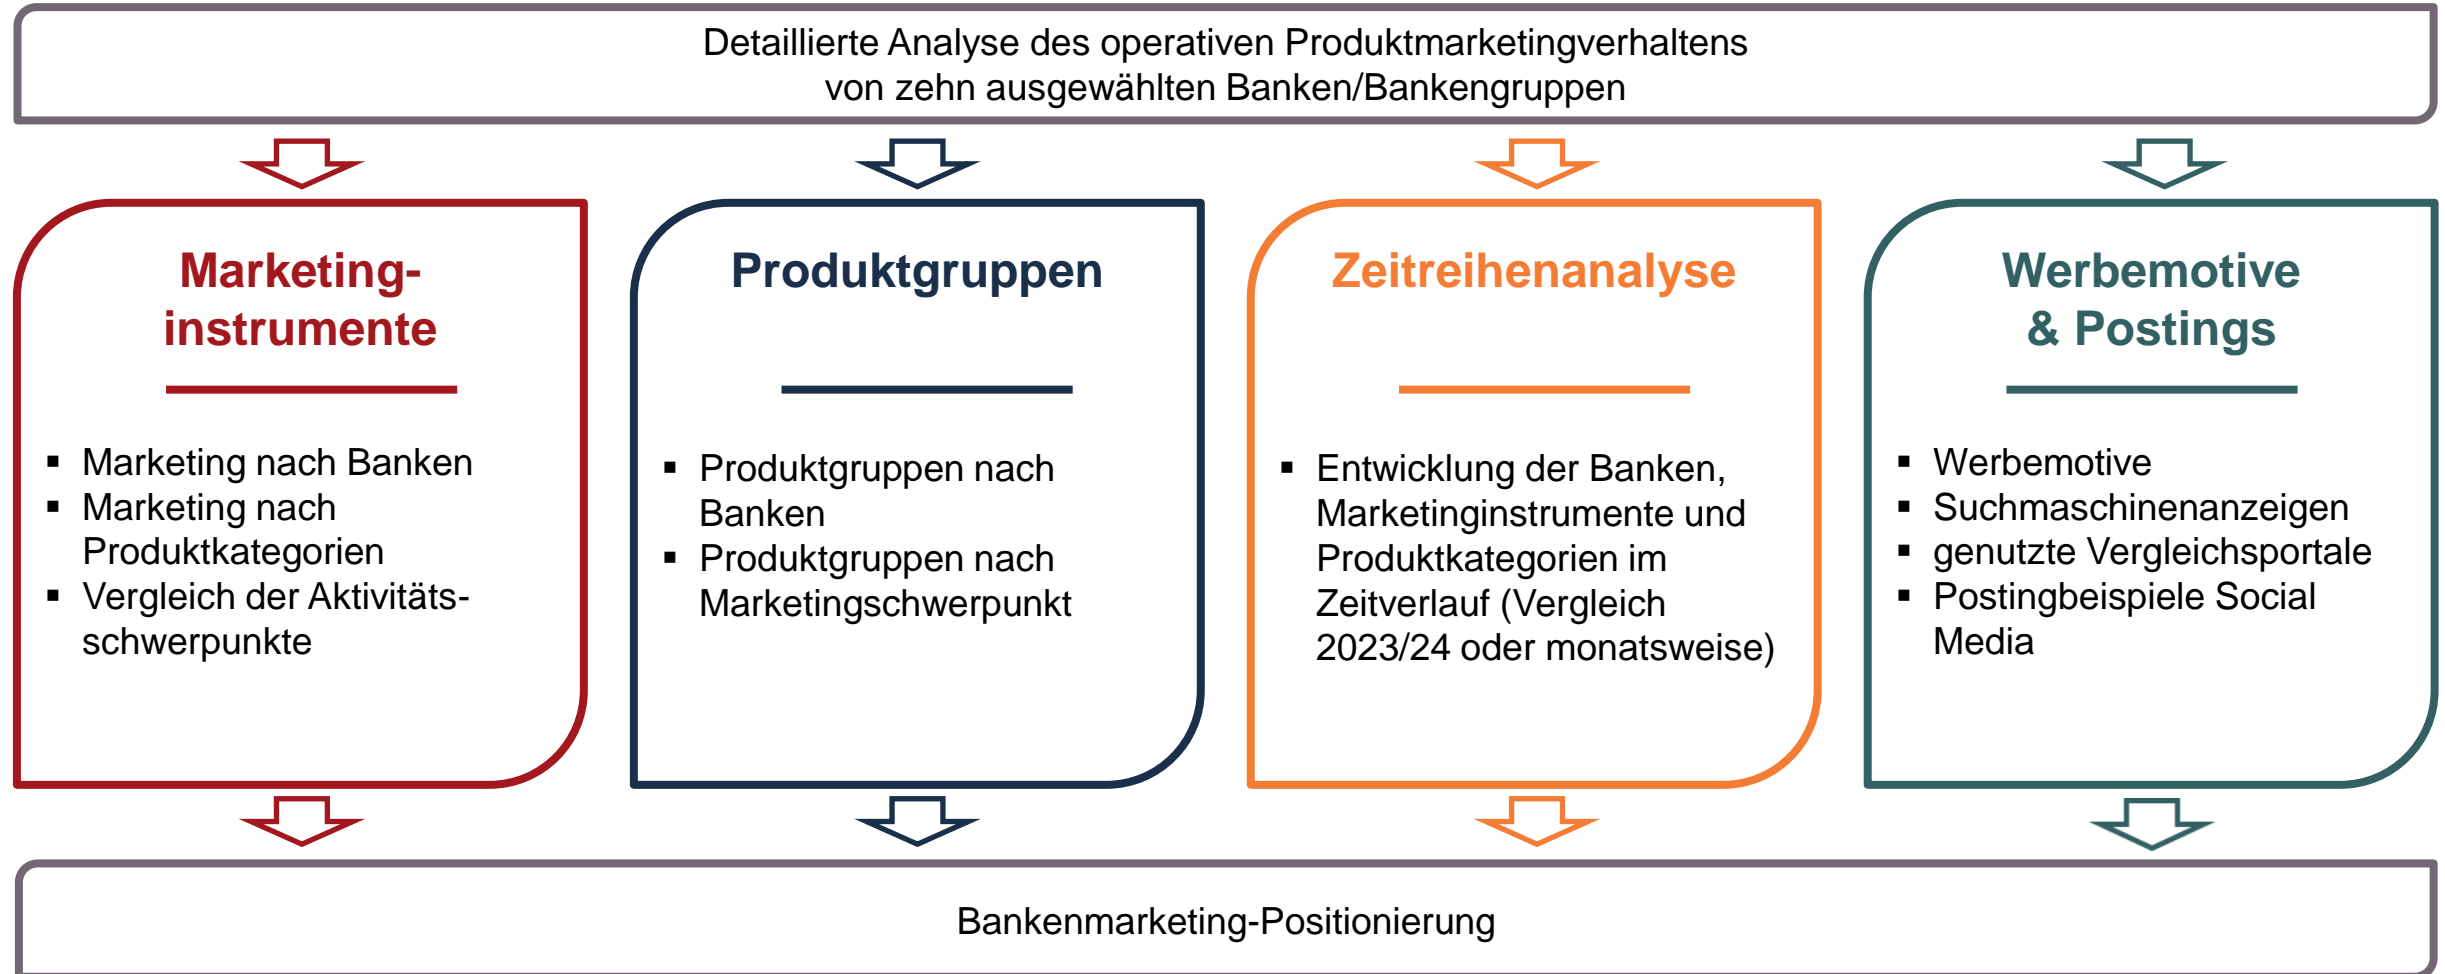 Detaillierte Analyse des operativen Produktmarketingverhaltens
von zehn ausgewählten Banken/Bankengruppen
Marketing-
instrumente
▪ Marketing nach Banken
▪ Marketing nach
Produktkategorien
▪ Vergleich der Aktivitäts-
schwerpunkte
Produktgruppen
▪ Produktgruppen nach
Banken
▪ Produktgruppen nach
Marketingschwerpunkt
Zeitreihenanalyse
▪ Entwicklung der Banken,
Marketinginstrumente und
Produktkategorien im
Zeitverlauf (Vergleich
2023/24 oder monatsweise)
Werbemotive
& Postings
▪ Werbemotive
▪ Suchmaschinenanzeigen
▪ genutzte Vergleichsportale
▪ Postingbeispiele Social
Media
Bankenmarketing-Positionierung